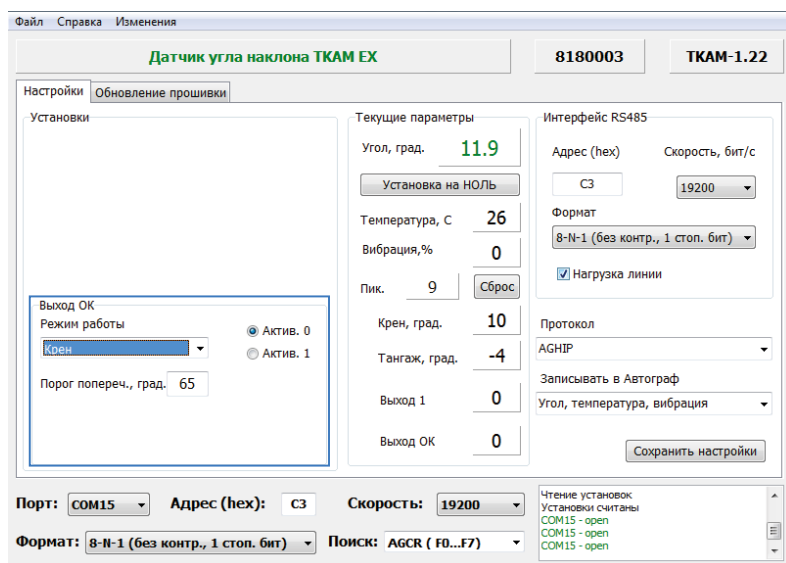 Файл Справка Изменения
Датчик угла наклона TKAM EX
8180003
TKAM-1.22
Настройки Обновление прошивки
Установки
Выход ОК
Режим работы
Крен
Актив. 0
Актив. 1
Порог попереч., град. 65
Текущие параметры
Угол, град. 11.9
Установка на НОЛЬ
Температура, С 26
Вибрация,% 0
Пик. 9 Сброс
Крен, град. 10
Тангаж, град. -4
Выход 1 0
Выход ОК 0
Интерфейс RS485
Адрес (hex) Скорость, бит/с
C3 19200
Формат
8-N-1 (без контр., 1 стоп. бит)
Нагрузка линии
Протокол
AGHIP
Записывать в Автограф
Угол, температура, вибрация
Сохранить настройки
Порт: COM15 Адрес (hex): C3 Скорость: 19200
Формат: 8-N-1 (без контр., 1 стоп. бит) Поиск: AGCR ( F0...F7)
Чтение установок
Установки считаны
COM15 - open
COM15 - open
COM15 - open